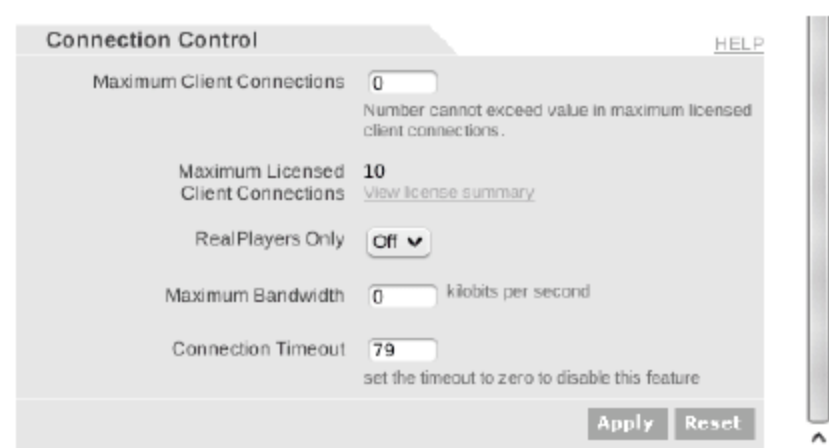 Connection Control
HELP
Maximum Client Connections 0
Number cannot exceed value in maximum licensed
client connections.
Maximum Licensed 10
Client Connections View license summary
RealPlayers Only Off
Maximum Bandwidth 0 kilobits per second
Connection Timeout 79
set the timeout to zero to disable this feature
Apply Reset